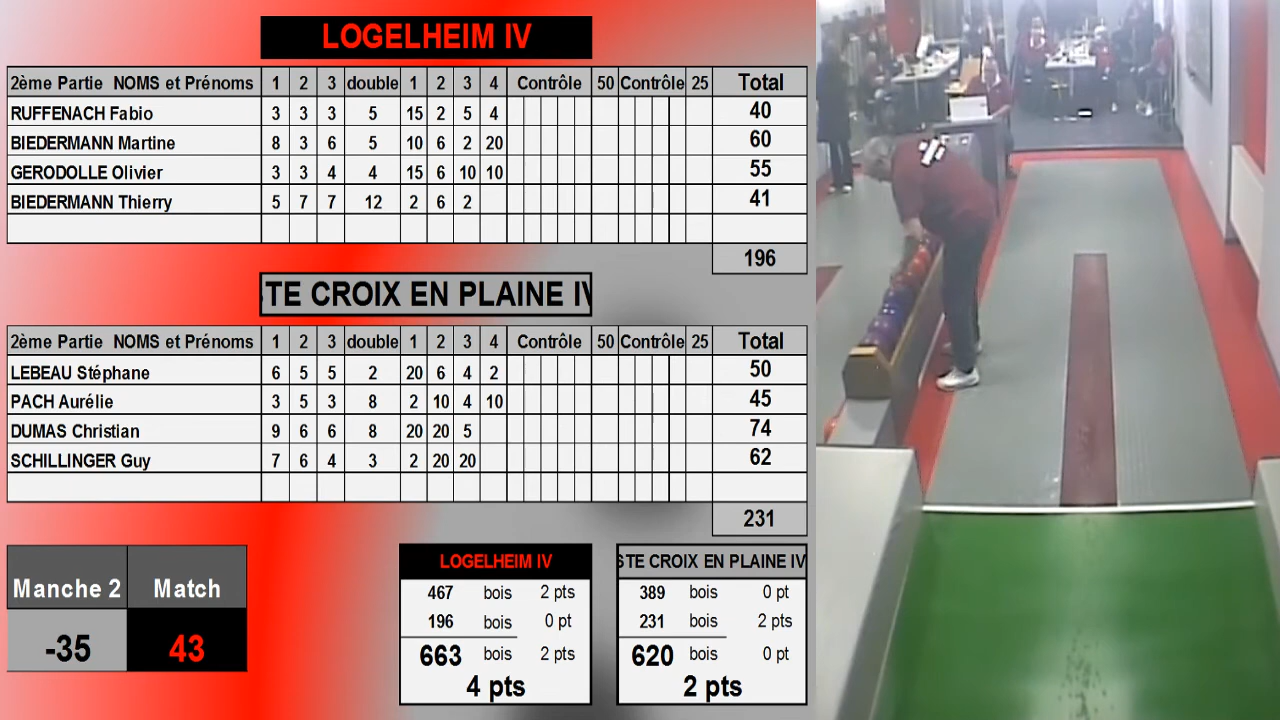 LOGELHEIM IV
2ème Partie NOMS et Prénoms 1 2 3 double 1 2 3 4 Contrôle 50 Contrôle 25 Total
RUFFENACH Fabio 3 3 3 5 15 2 5 4 40
BIEDERMANN Martine 8 3 6 5 10 6 2 20 60
GERODOLLE Olivier 3 3 4 4 15 6 10 10 55
BIEDERMANN Thierry 5 7 7 12 2 6 2 41
196
STE CROIX EN PLAINE IV
2ème Partie NOMS et Prénoms 1 2 3 double 1 2 3 4 Contrôle 50 Contrôle 25 Total
LEBEAU Stéphane 6 5 5 2 20 6 4 2 50
PACH Aurélie 3 5 3 8 2 10 4 10 45
DUMAS Christian 9 6 6 8 20 20 5 74
SCHILLINGER Guy 7 6 4 3 2 20 20 62
231
Manche 2 Match
-35 43
LOGELHEIM IV
467 bois 2 pts
196 bois 0 pt
663 bois 2 pts
4 pts
STE CROIX EN PLAINE IV
389 bois 0 pt
231 bois 2 pts
620 bois 0 pt
2 pts